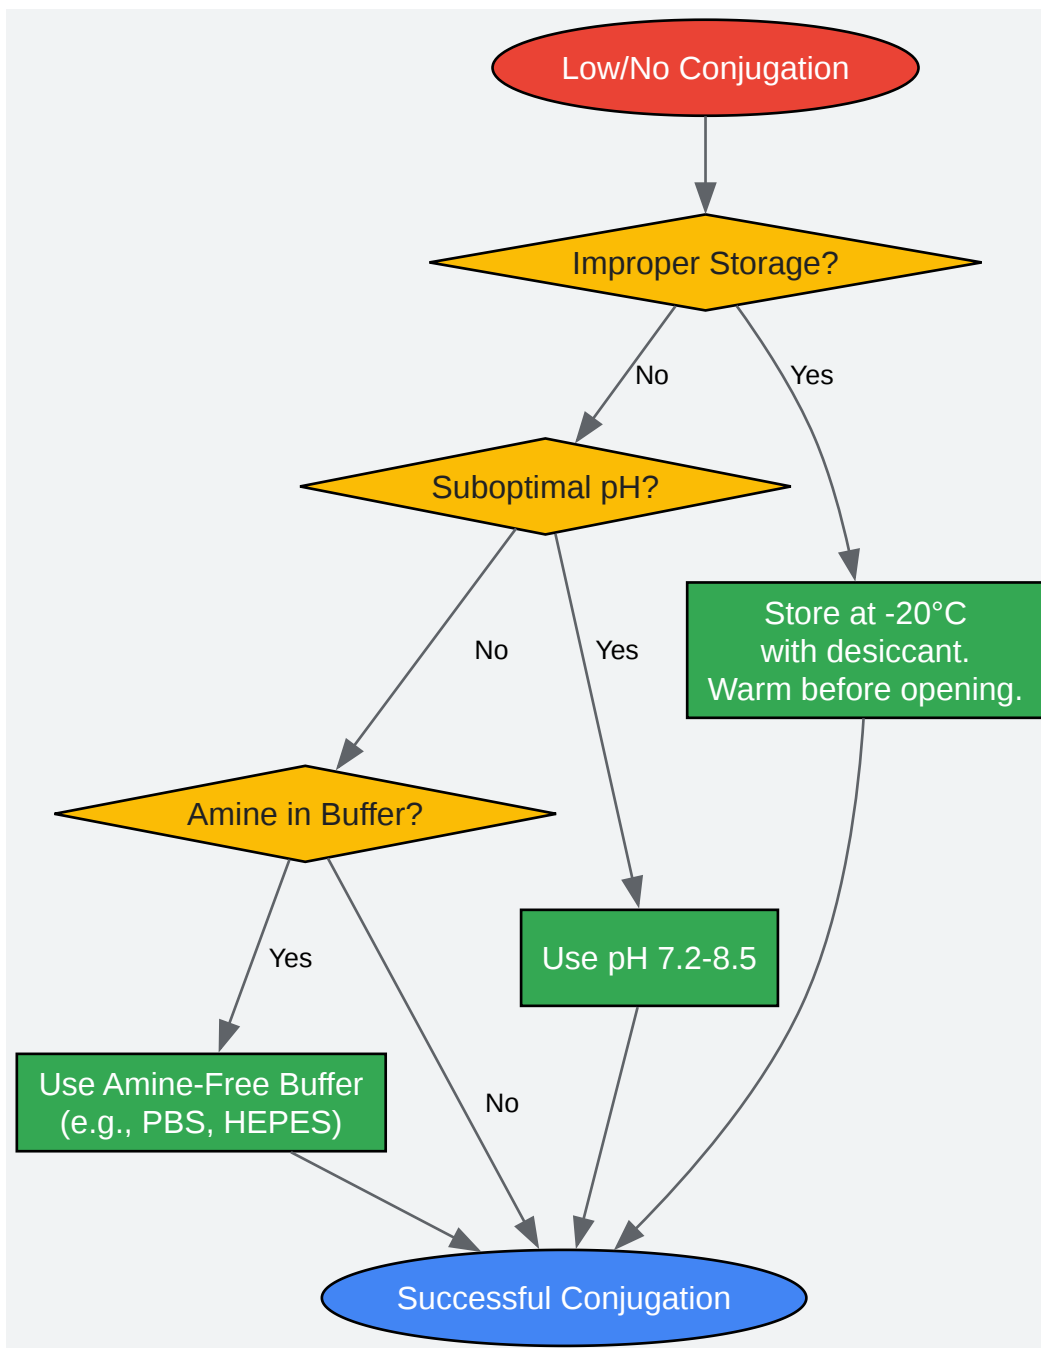 Low/No Conjugation
Improper Storage?
No
Yes
Suboptimal pH?
Store at -20°C
with desiccant.
Warm before opening.
No
Yes
Amine in Buffer?
Yes
Use pH 7.2-8.5
Use Amine-Free Buffer
(e.g., PBS, HEPES)
No
Successful Conjugation